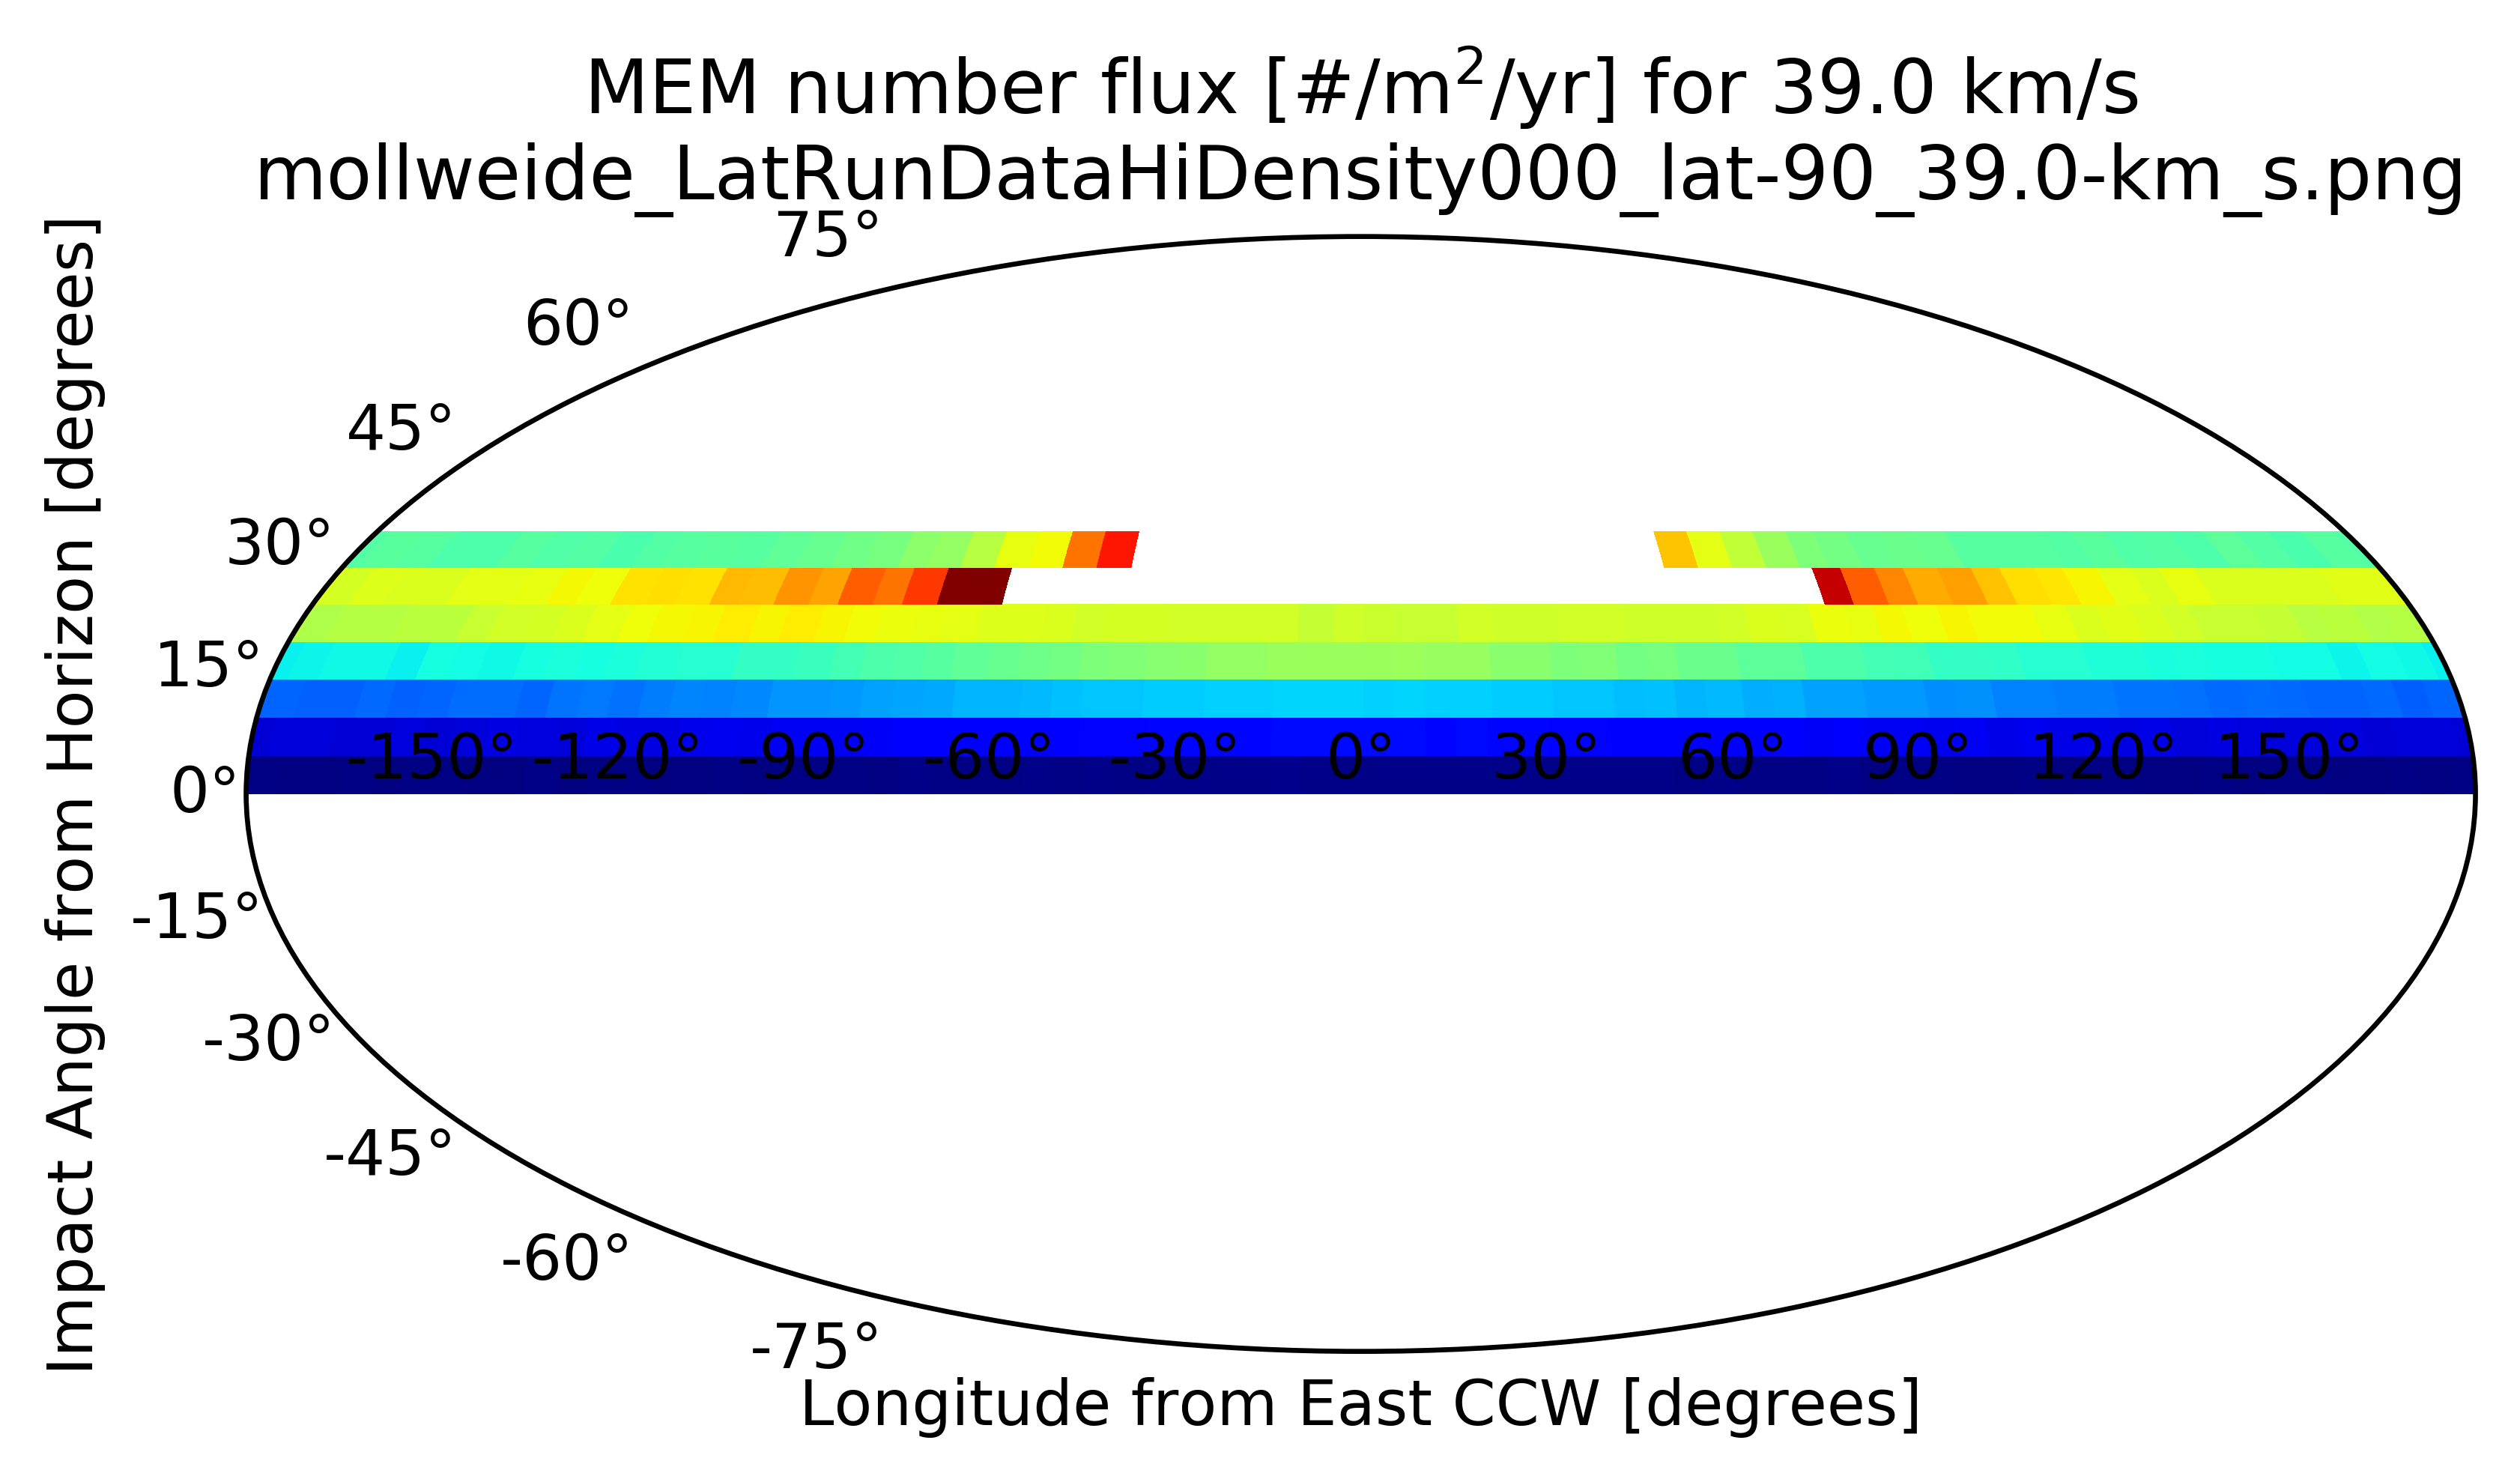 MEM number flux [#/m²/yr] for 39.0 km/s
mollweide_LatRunDataHiDensity000_lat-90_39.0-km_s.png
Impact Angle from Horizon [degrees]
75°
60°
45°
30°
15°
0°
-15°
-30°
-45°
-60°
-75°
-150° -120° -90° -60° -30° 0° 30° 60° 90° 120° 150°
Longitude from East CCW [degrees]